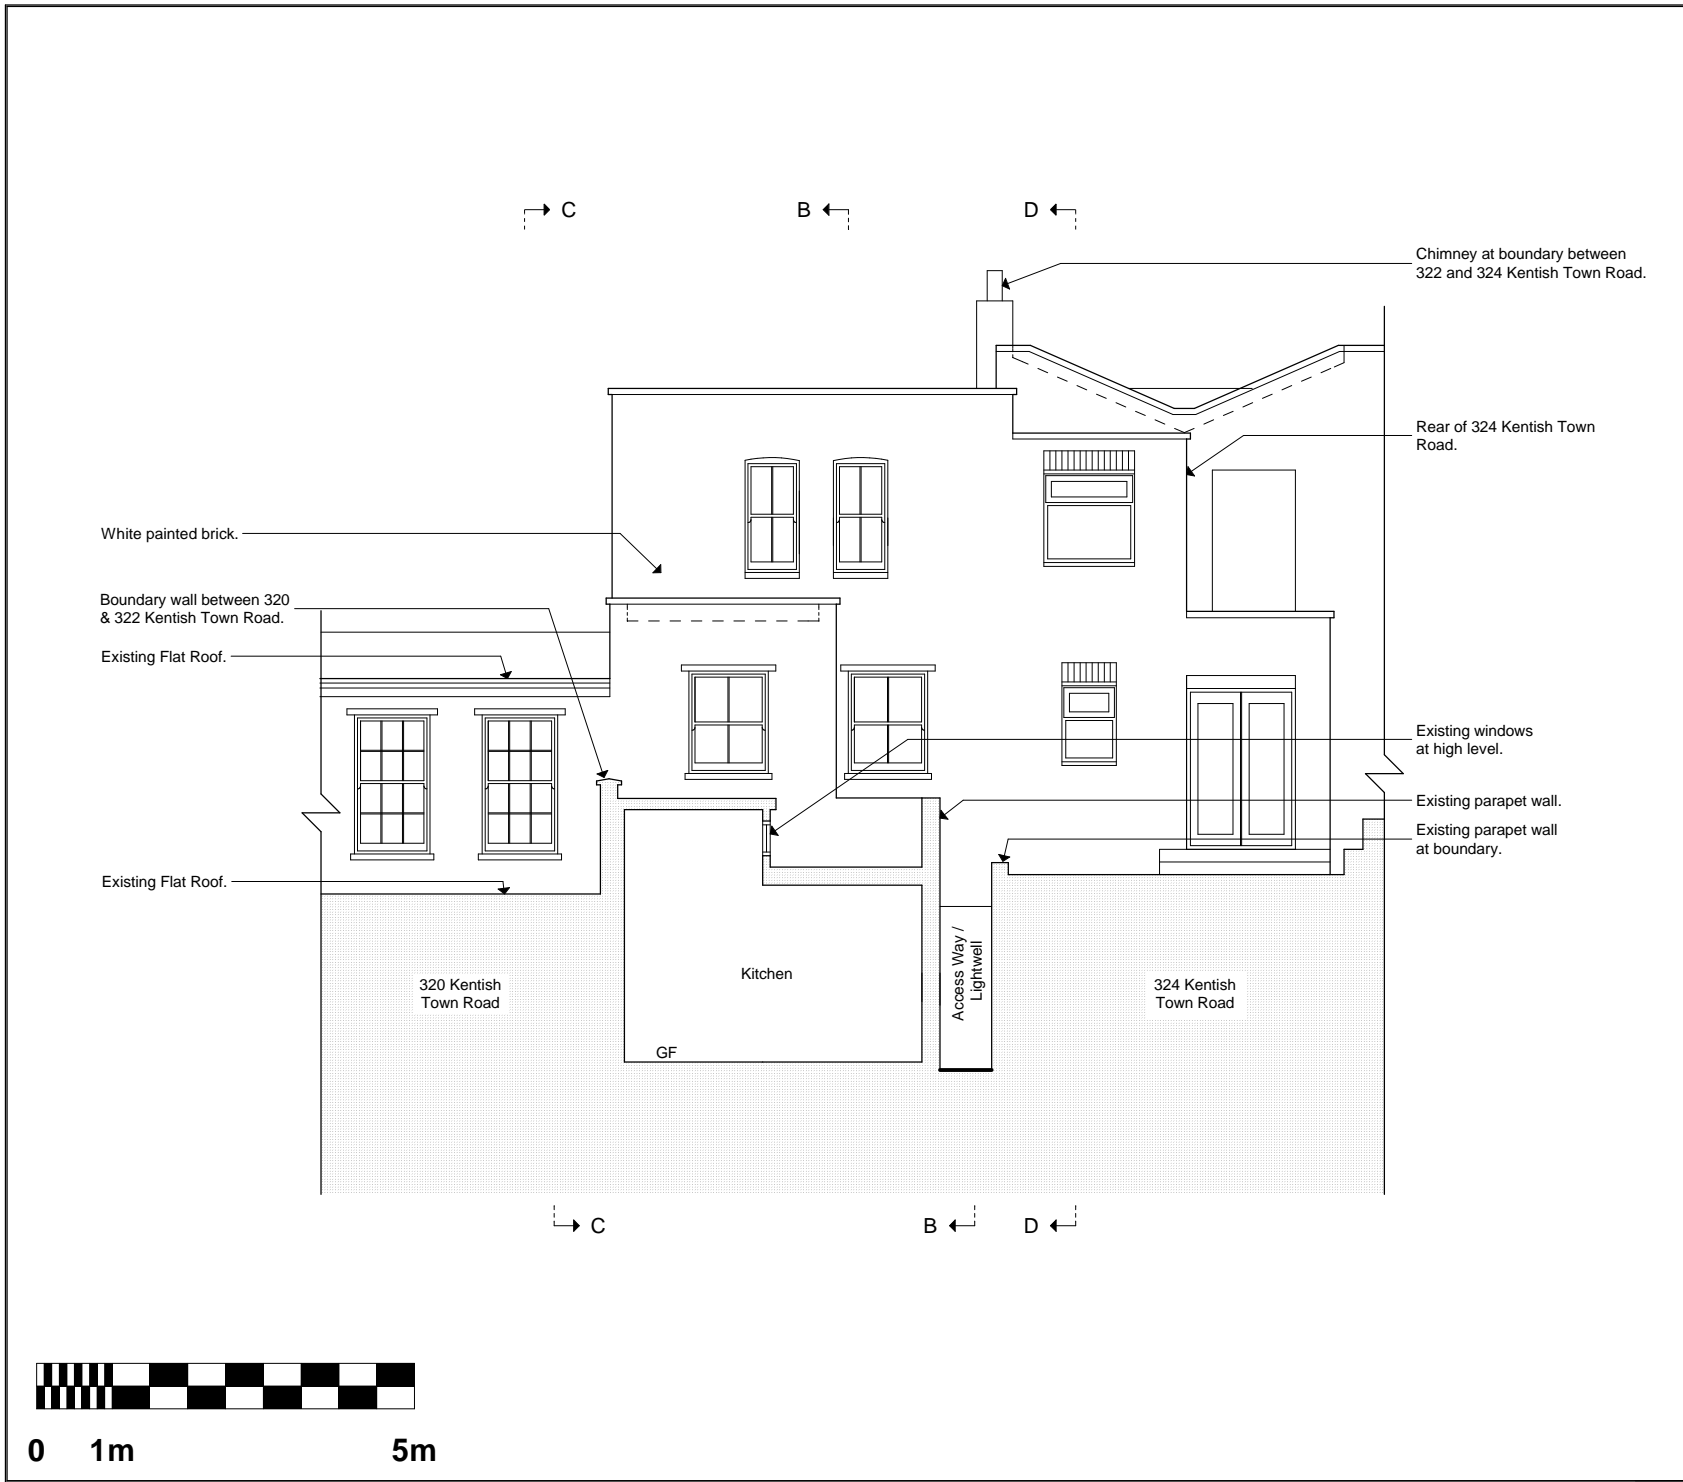 C
B
D
Chimney at boundary between
322 and 324 Kentish Town Road.
Rear of 324 Kentish Town
Road.
White painted brick.
Boundary wall between 320
& 322 Kentish Town Road.
Existing Flat Roof.
Existing windows
at high level.
Existing parapet wall.
Existing parapet wall
at boundary.
Existing Flat Roof.
320 Kentish
Town Road
Kitchen
GF
Access Way /
Lightwell
324 Kentish
Town Road
C
B
D
0 1m 5m